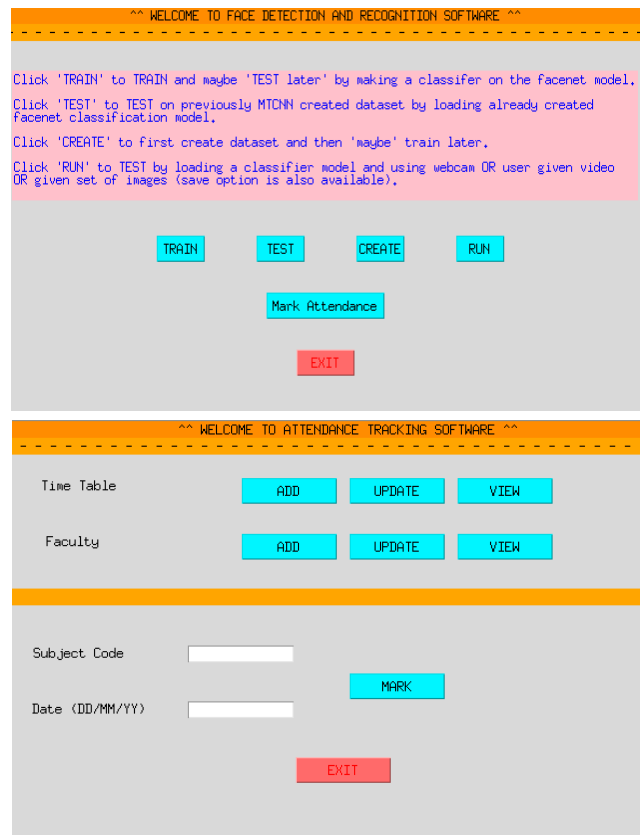 ^^ WELCOME TO FACE DETECTION AND RECOGNITION SOFTWARE ^^
- - - - - - - - - - - - - - - - - - - - - - - - - - - - - - - - - - - - - - - - -
Click 'TRAIN' to TRAIN and maybe 'TEST later' by making a classifer on the facenet model.
Click 'TEST' to TEST on previously MTCNN created dataset by loading already created
facenet classification model.
Click 'CREATE' to first create dataset and then 'maybe' train later.
Click 'RUN' to TEST by loading a classifier model and using webcam OR user given video
OR given set of images (save option is also available).
TRAIN TEST CREATE RUN
Mark Attendance
EXIT
^^ WELCOME TO ATTENDANCE TRACKING SOFTWARE ^^
- - - - - - - - - - - - - - - - - - - - - - - - - - - - - - - - - - - - - - - - -
Time Table ADD UPDATE VIEW
Faculty ADD UPDATE VIEW
Subject Code
MARK
Date (DD/MM/YY)
EXIT